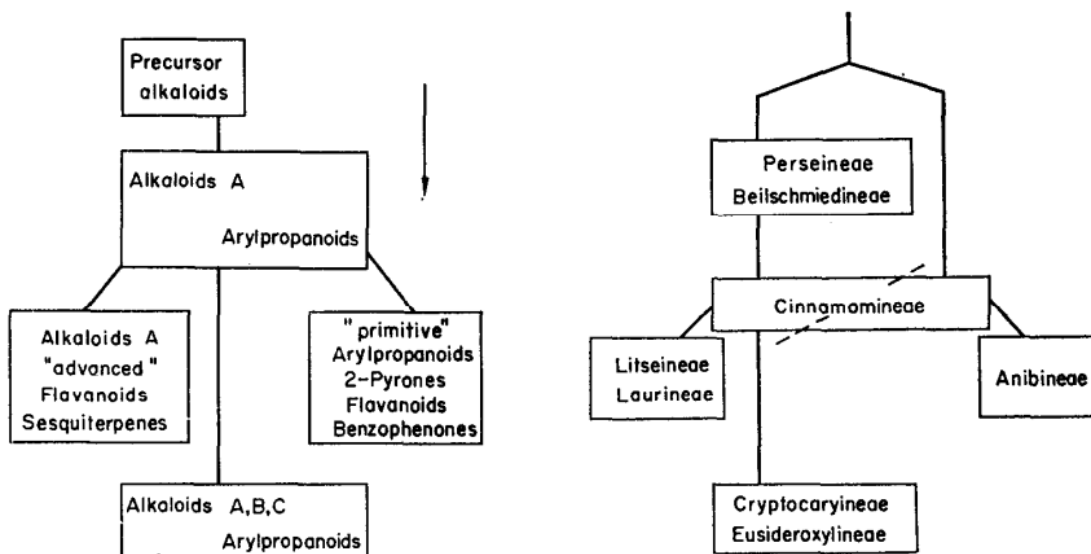 Precursor
alkaloids
Alkaloids A
Arylpropanoids
Alkaloids A
"advanced"
Flavanoids
Sesquiterpenes
"primitive"
Arylpropanoids
2-Pyrones
Flavanoids
Benzophenones
Alkaloids A,B,C
Arylpropanoids
Perseineae
Beilschmiedineae
Cinnamomineae
Litseineae
Laurineae
Anibineae
Cryptocaryineae
Eusideroxylineae